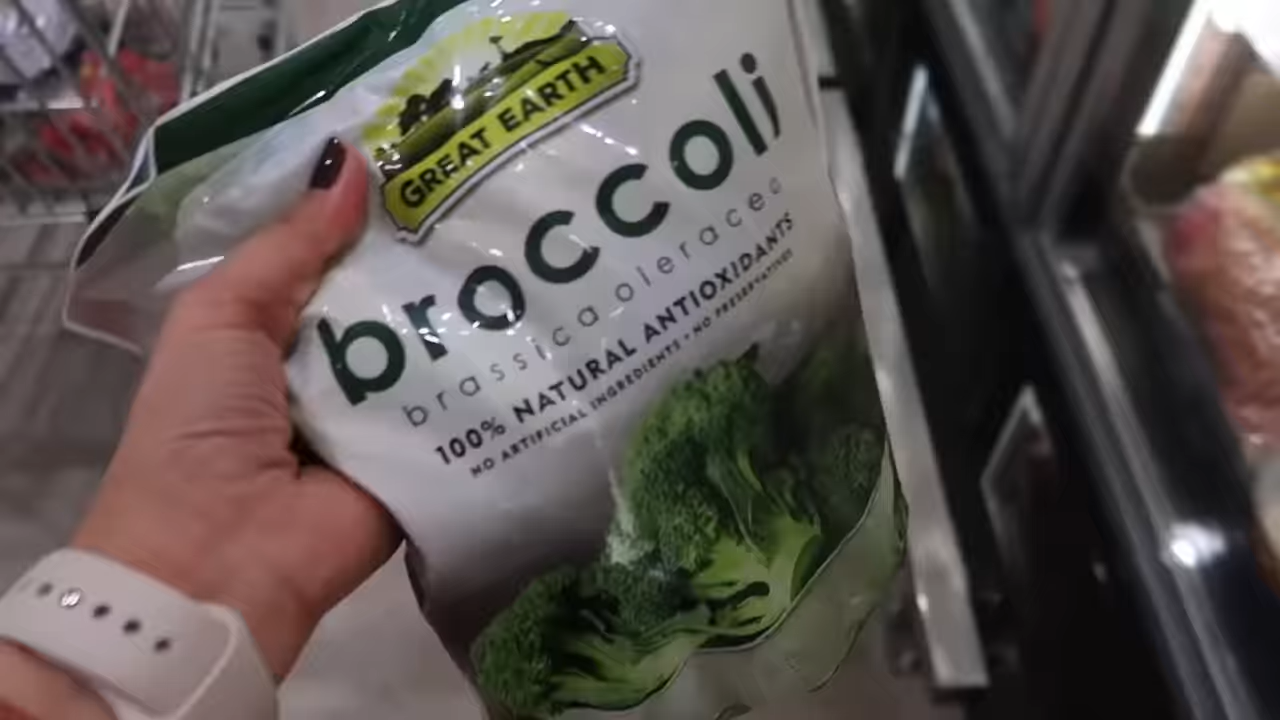 GREAT EARTH
broccoli
brassica oleracea
100% NATURAL ANTIOXIDANTS
NO ARTIFICIAL INGREDIENTS • NO PRESERVATIVES